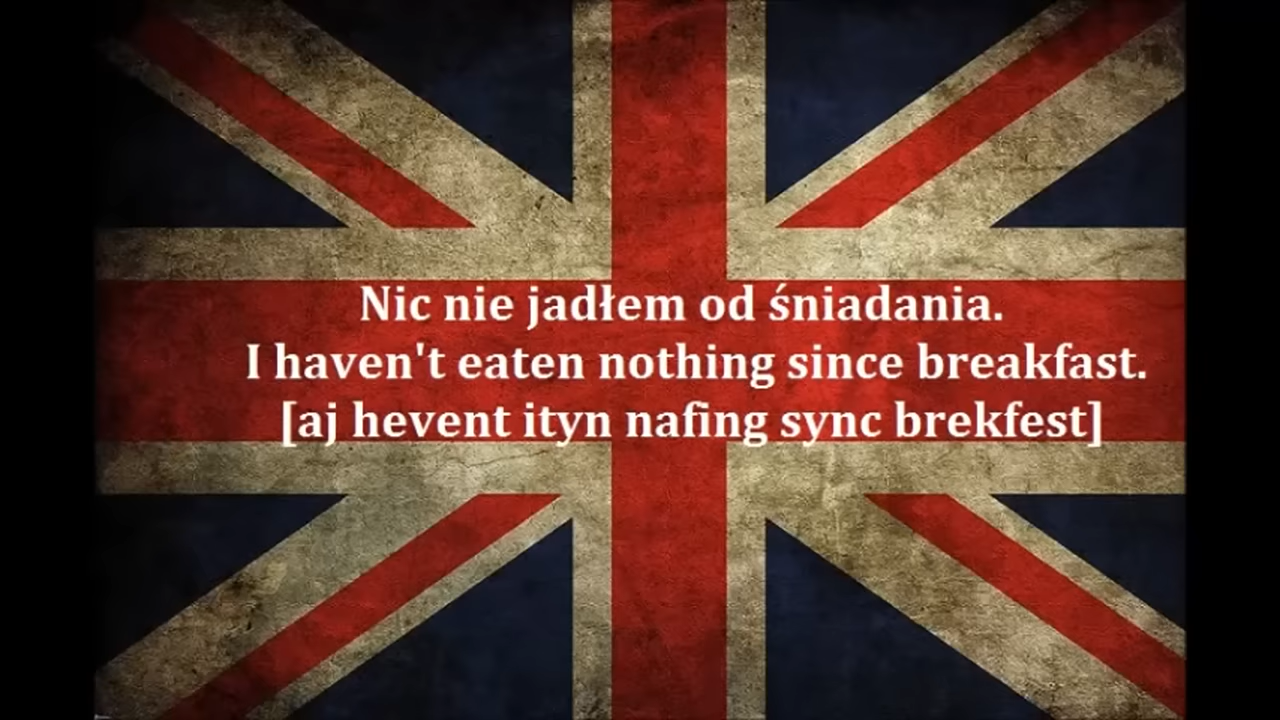 Nic nie jadłem od śniadania.
I haven't eaten nothing since breakfast.
[aj hevent ityn nafing sync brekfest]